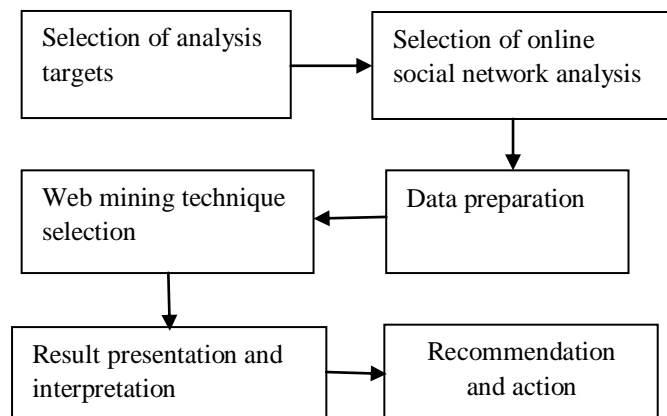 Selection of analysis
targets
Selection of online
social network analysis
Web mining technique
selection
Data preparation
Result presentation and
interpretation
Recommendation
and action